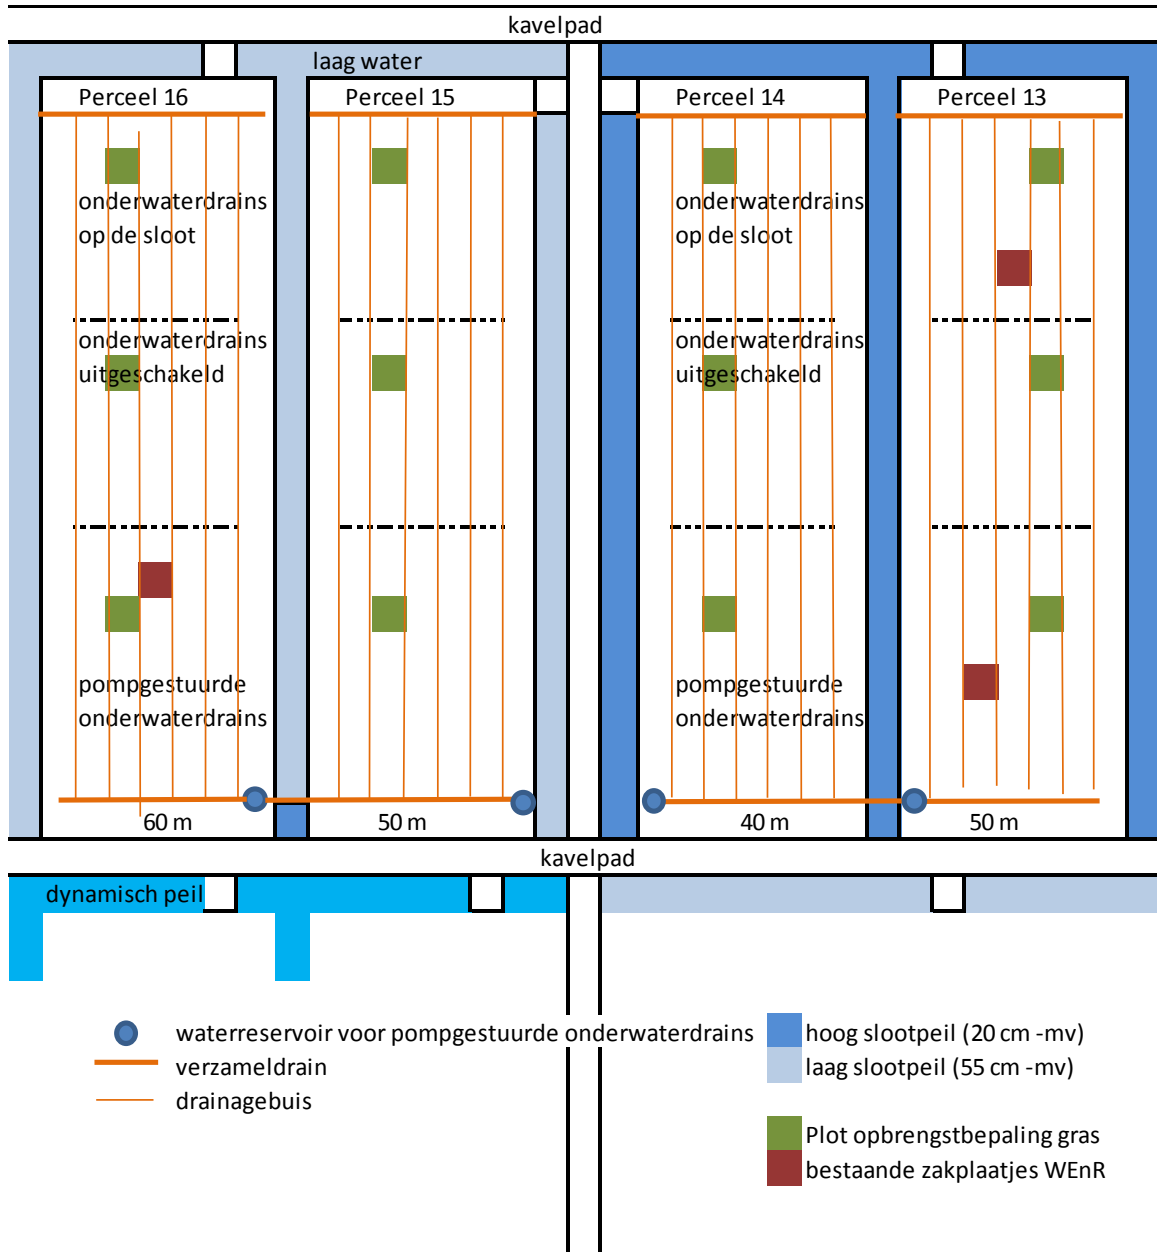 kavelpad
laag water
Perceel 16
Perceel 15
Perceel 14
Perceel 13
onderwaterdrains
op de sloot
onderwaterdrains
op de sloot
onderwaterdrains
uitgeschakeld
onderwaterdrains
uitgeschakeld
pompgestuurde
onderwaterdrains
pompgestuurde
onderwaterdrains
60 m
50 m
40 m
50 m
kavelpad
dynamisch peil
waterreservoir voor pompgestuurde onderwaterdrains
verzameldrain
drainagebuis
hoog slootpeil (20 cm -mv)
laag slootpeil (55 cm -mv)
Plot opbrengstbepaling gras
bestaande zakplaatjes WEnR